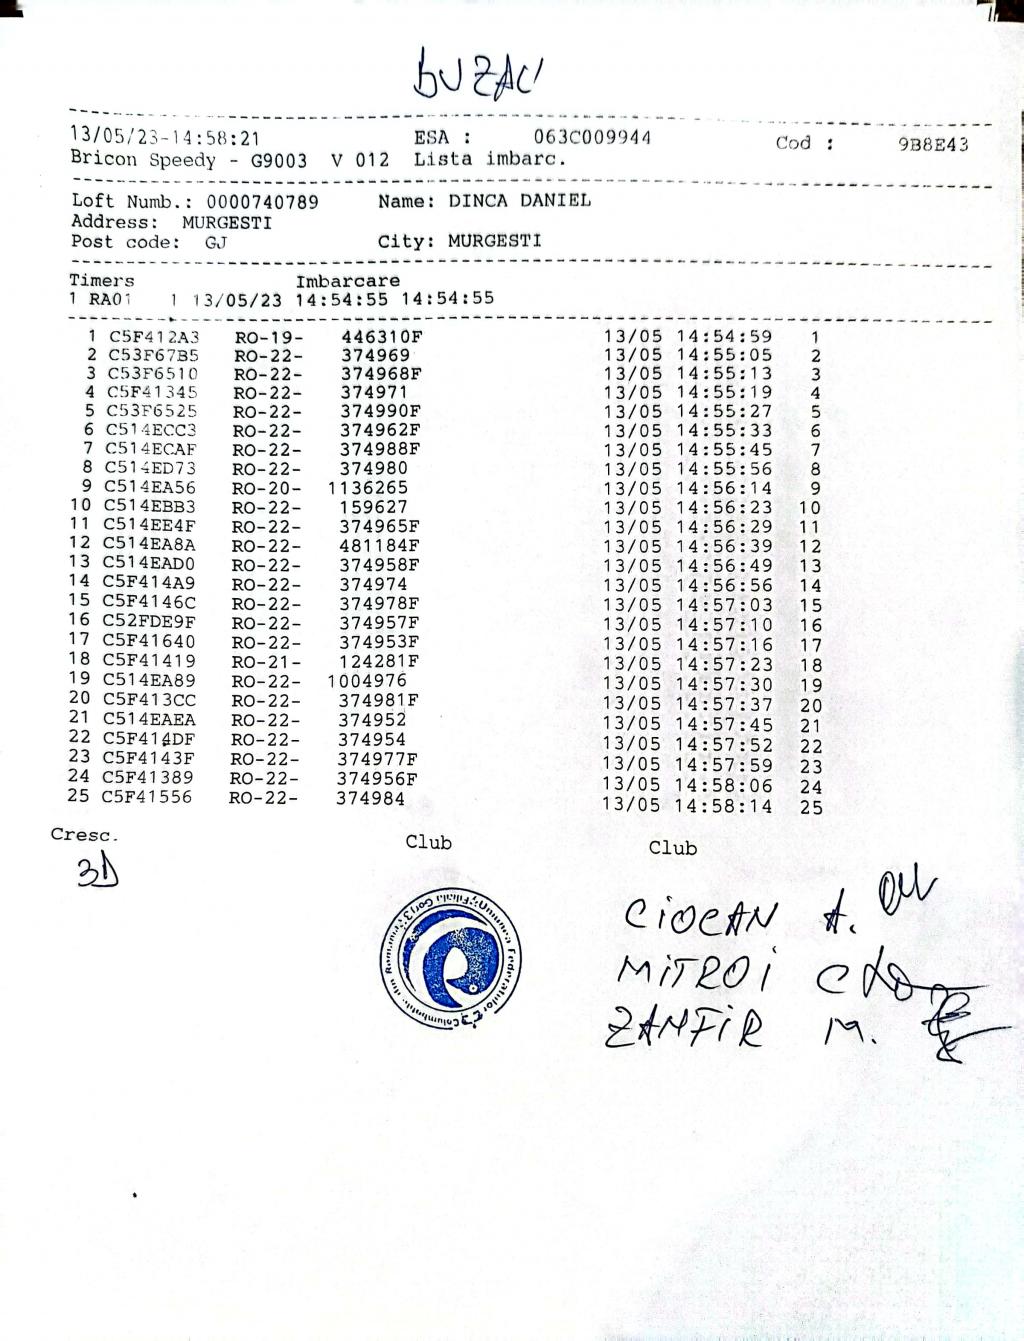 BUZAU
13/05/23-14:58:21 ESA : 063C009944 Cod : 9B8E43
Bricon Speedy - G9003 V 012 Lista imbarc.
Loft Numb.: 0000740789 Name: DINCA DANIEL
Address: MURGESTI
Post code: GJ City: MURGESTI
Timers Imbarcare
1 RA01 1 13/05/23 14:54:55 14:54:55
1 C5F412A3 RO-19- 446310F 13/05 14:54:59 1
2 C53F67B5 RO-22- 374969 13/05 14:55:05 2
3 C53F6510 RO-22- 374968F 13/05 14:55:13 3
4 C5F41345 RO-22- 374971 13/05 14:55:19 4
5 C53F6525 RO-22- 374990F 13/05 14:55:27 5
6 C514ECC3 RO-22- 374962F 13/05 14:55:33 6
7 C514ECAF RO-22- 374988F 13/05 14:55:45 7
8 C514ED73 RO-22- 374980 13/05 14:55:56 8
9 C514EA56 RO-20- 1136265 13/05 14:56:14 9
10 C514EBB3 RO-22- 159627 13/05 14:56:23 10
11 C514EE4F RO-22- 374965F 13/05 14:56:29 11
12 C514EA8A RO-22- 481184F 13/05 14:56:39 12
13 C514EAD0 RO-22- 374958F 13/05 14:56:49 13
14 C5F414A9 RO-22- 374974 13/05 14:56:56 14
15 C5F4146C RO-22- 374978F 13/05 14:57:03 15
16 C52FDE9F RO-22- 374957F 13/05 14:57:10 16
17 C5F41640 RO-22- 374953F 13/05 14:57:16 17
18 C5F41419 RO-21- 124281F 13/05 14:57:23 18
19 C514EA89 RO-22- 1004976 13/05 14:57:30 19
20 C5F413CC RO-22- 374981F 13/05 14:57:37 20
21 C514EAEA RO-22- 374952 13/05 14:57:45 21
22 C5F414DF RO-22- 374954 13/05 14:57:52 22
23 C5F4143F RO-22- 374977F 13/05 14:57:59 23
24 C5F41389 RO-22- 374956F 13/05 14:58:06 24
25 C5F41556 RO-22- 374984 13/05 14:58:14 25
Cresc. Club Club
CIOCAN A.
MITROI C
ZAMFIR M.